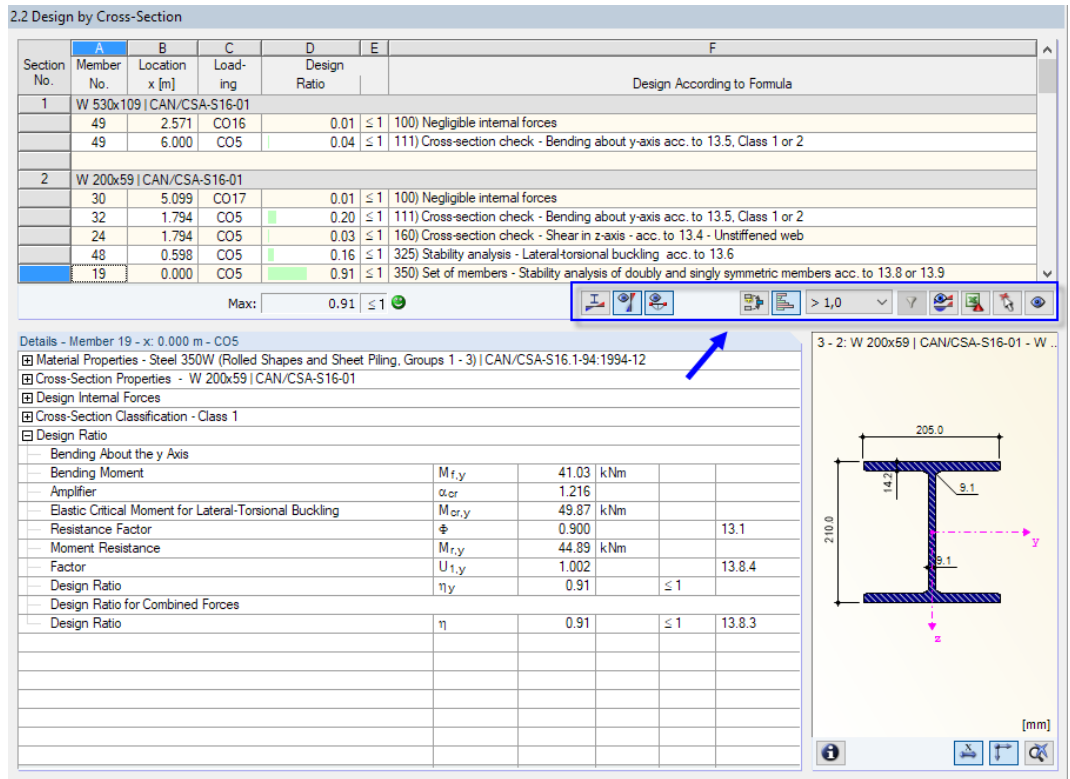 2.2 Design by Cross-Section
A B C D E F
Section Member Location Load- Design
No. No. x [m] ing Ratio Design According to Formula
1 W 530x109 | CAN/CSA-S16-01
49 2.571 CO16 0.01 ≤ 1 100) Negligible internal forces
49 6.000 CO5 0.04 ≤ 1 111) Cross-section check - Bending about y-axis acc. to 13.5, Class 1 or 2
2 W 200x59 | CAN/CSA-S16-01
30 5.099 CO17 0.01 ≤ 1 100) Negligible internal forces
32 1.794 CO5 0.20 ≤ 1 111) Cross-section check - Bending about y-axis acc. to 13.5, Class 1 or 2
24 1.794 CO5 0.03 ≤ 1 160) Cross-section check - Shear in z-axis - acc. to 13.4 - Unstiffened web
48 0.598 CO5 0.16 ≤ 1 325) Stability analysis - Lateral-torsional buckling acc. to 13.6
19 0.000 CO5 0.91 ≤ 1 350) Set of members - Stability analysis of doubly and singly symmetric members acc. to 13.8 or 13.9
Max: 0.91 ≤ 1 > 1,0
Details - Member 19 - x: 0.000 m - CO5
Material Properties - Steel 350W (Rolled Shapes and Sheet Piling, Groups 1 - 3) | CAN/CSA-S16.1-94:1994-12
Cross-Section Properties - W 200x59 | CAN/CSA-S16-01
Design Internal Forces
Cross-Section Classification - Class 1
Design Ratio
Bending About the y Axis
Bending Moment Mf,y 41.03 kNm
Amplifier αcr 1.216
Elastic Critical Moment for Lateral-Torsional Buckling Mcr,y 49.87 kNm
Resistance Factor Φ 0.900 13.1
Moment Resistance Mr,y 44.89 kNm
Factor U1,y 1.002 13.8.4
Design Ratio ηy 0.91 ≤ 1
Design Ratio for Combined Forces
Design Ratio η 0.91 ≤ 1 13.8.3
3 - 2: W 200x59 | CAN/CSA-S16-01 - W ..
205.0
14.2
9.1
210.0
y
9.1
z
[mm]